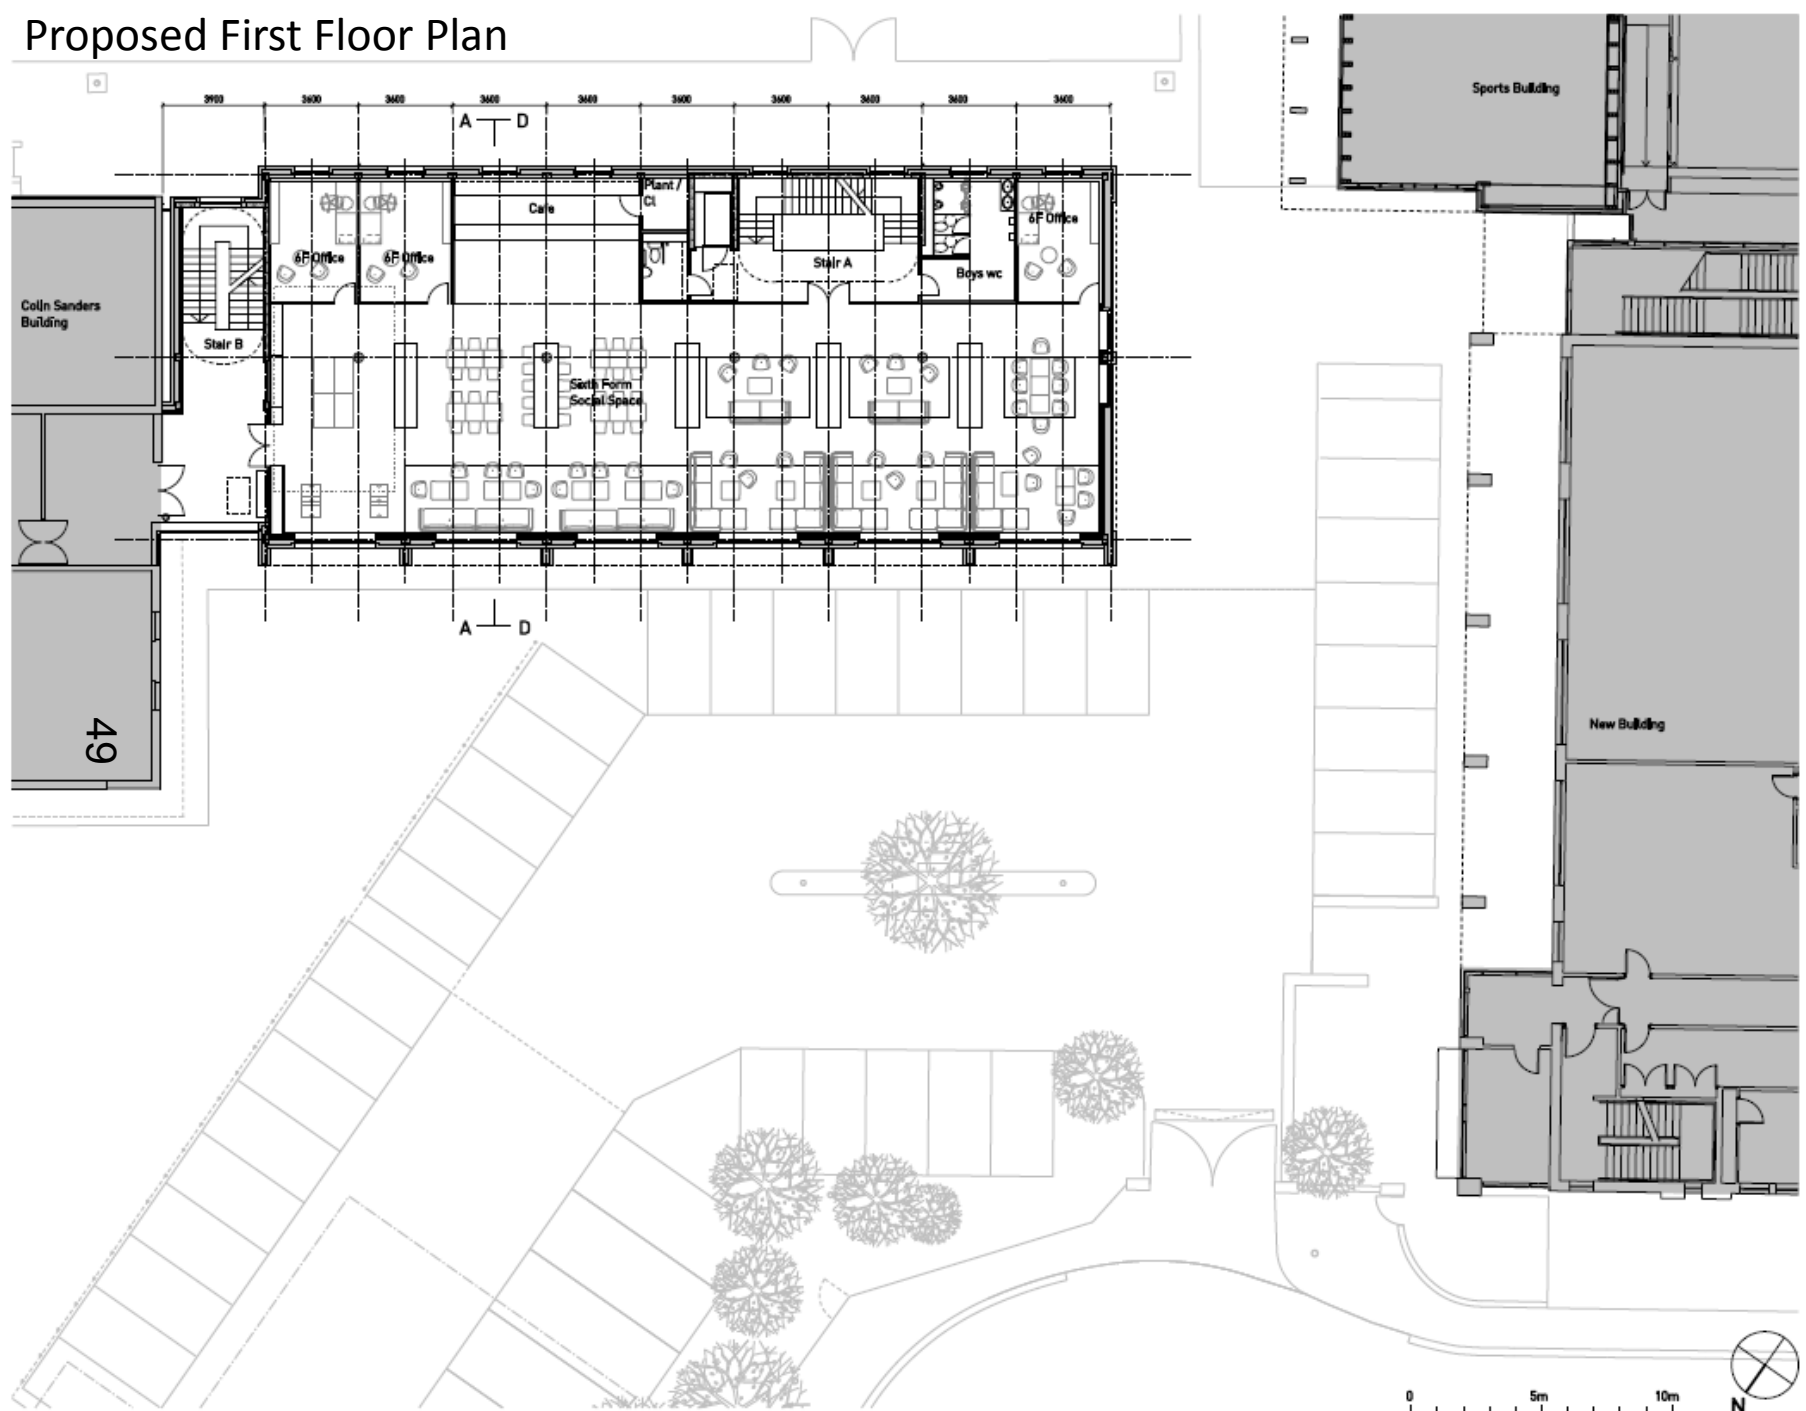 Proposed First Floor Plan
Sports Building
3900 3600 3600 3600 3600 3600 3600 3600 3600 3600
A D
Plant /
Cl
Cafe
6F Office
6F Office
6F Office
Stair A
Boys wc
Colin Sanders
Building
Stair B
Sixth Form
Social Space
A D
49
New Building
0 5m 10m
N